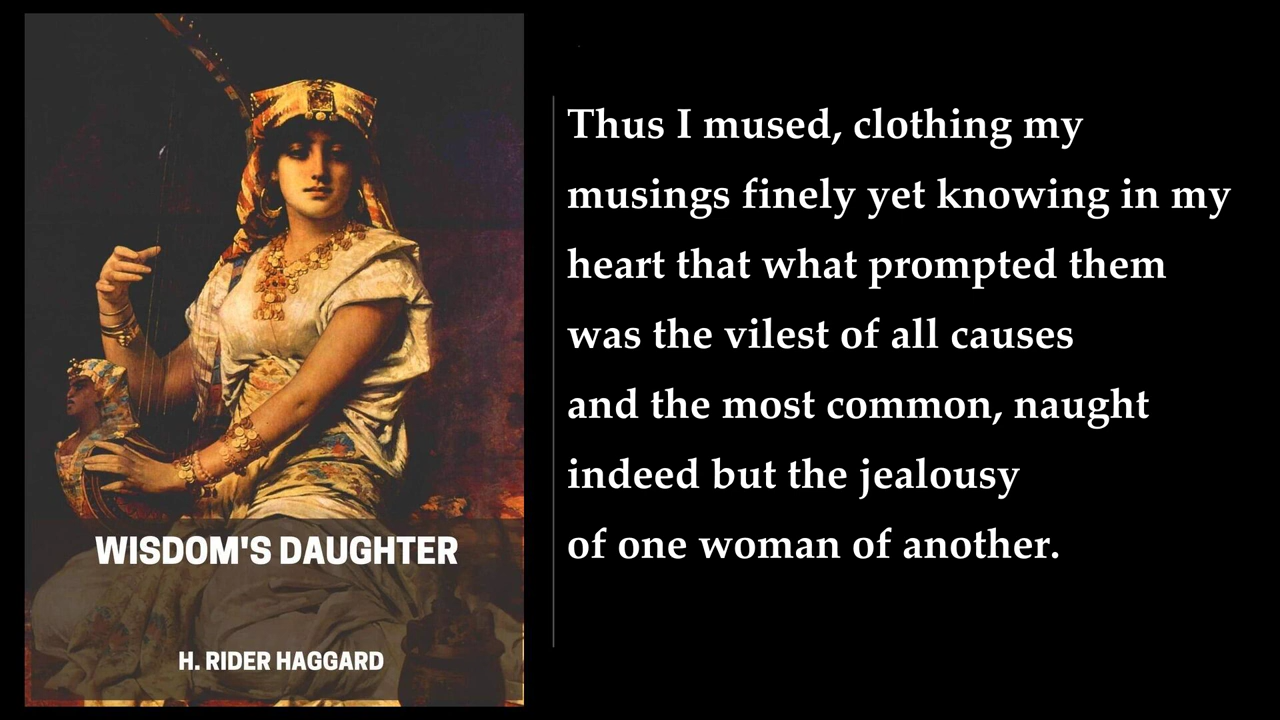 WISDOM'S DAUGHTER
H. RIDER HAGGARD
Thus I mused, clothing my
musings finely yet knowing in my
heart that what prompted them
was the vilest of all causes
and the most common, naught
indeed but the jealousy
of one woman of another.